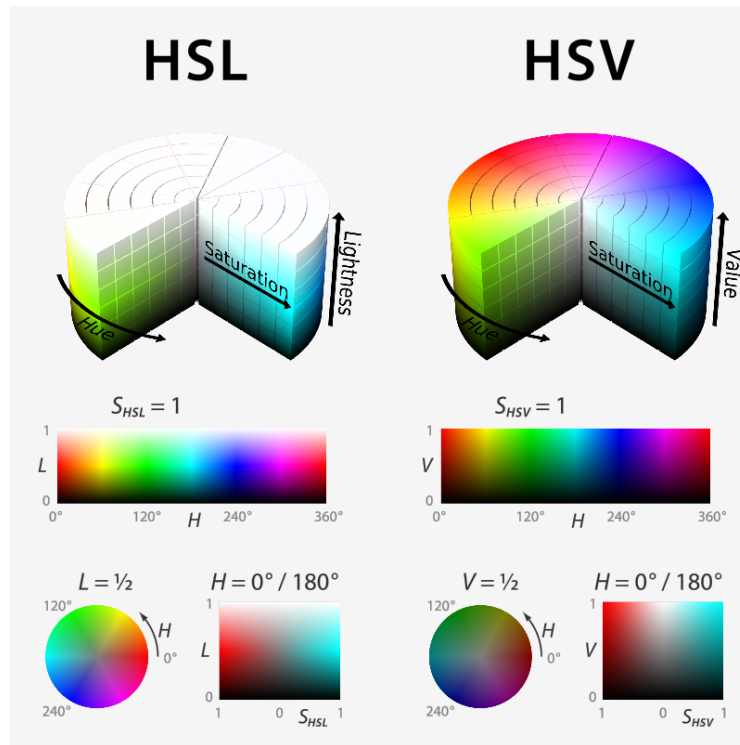 HSL
HSV
Saturation
Lightness
Hue
Saturation
Value
Hue
S_HSL = 1
1
L
0
0°
120°
H
240°
360°
S_HSV = 1
1
V
0
0°
120°
H
240°
360°
L = ½
120°
H
0°
240°
H = 0° / 180°
1
L
0
1
0
S_HSL
1
V = ½
120°
H
0°
240°
H = 0° / 180°
1
V
0
1
0
S_HSV
1